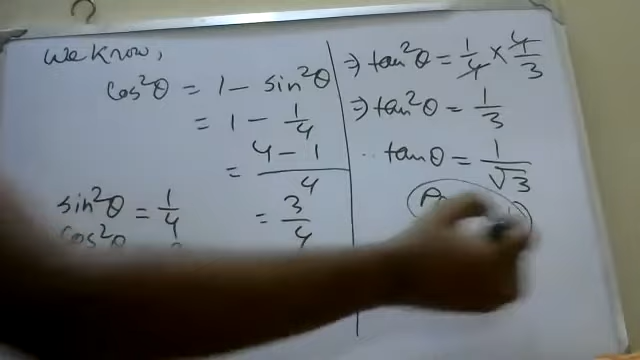 We know,
cos²θ = 1 - sin²θ
= 1 - 1/4
= 4 - 1/4
= 3/4
sin²θ = 1/4
cos²θ
⇒ tan²θ = 1/4 × 4/3
⇒ tan²θ = 1/3
∴ tanθ = 1/√3